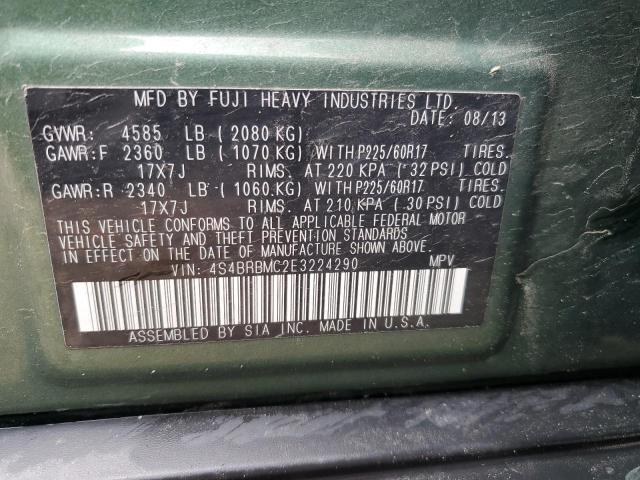 MFD BY FUJI HEAVY INDUSTRIES LTD.
DATE: 08/13
GVWR: 4585 LB (2080 KG)
GAWR:F 2360 LB (1070 KG) WITH P225/60R17 TIRES.
17X7J RIMS. AT 220 KPA (32 PSI) COLD
GAWR:R 2340 LB (1060.KG) WITH P225/60R17 TIRES.
17X7J RIMS. AT 210 KPA (30 PSI) COLD
THIS VEHICLE CONFORMS TO ALL APPLICABLE FEDERAL MOTOR
VEHICLE SAFETY AND THEFT PREVENTION STANDARDS
IN EFFECT ON THE DATE OF MANUFACTURE SHOWN ABOVE.
VIN: 4S4BRBMC2E3224290 MPV
ASSEMBLED BY SIA INC. MADE IN U.S.A.